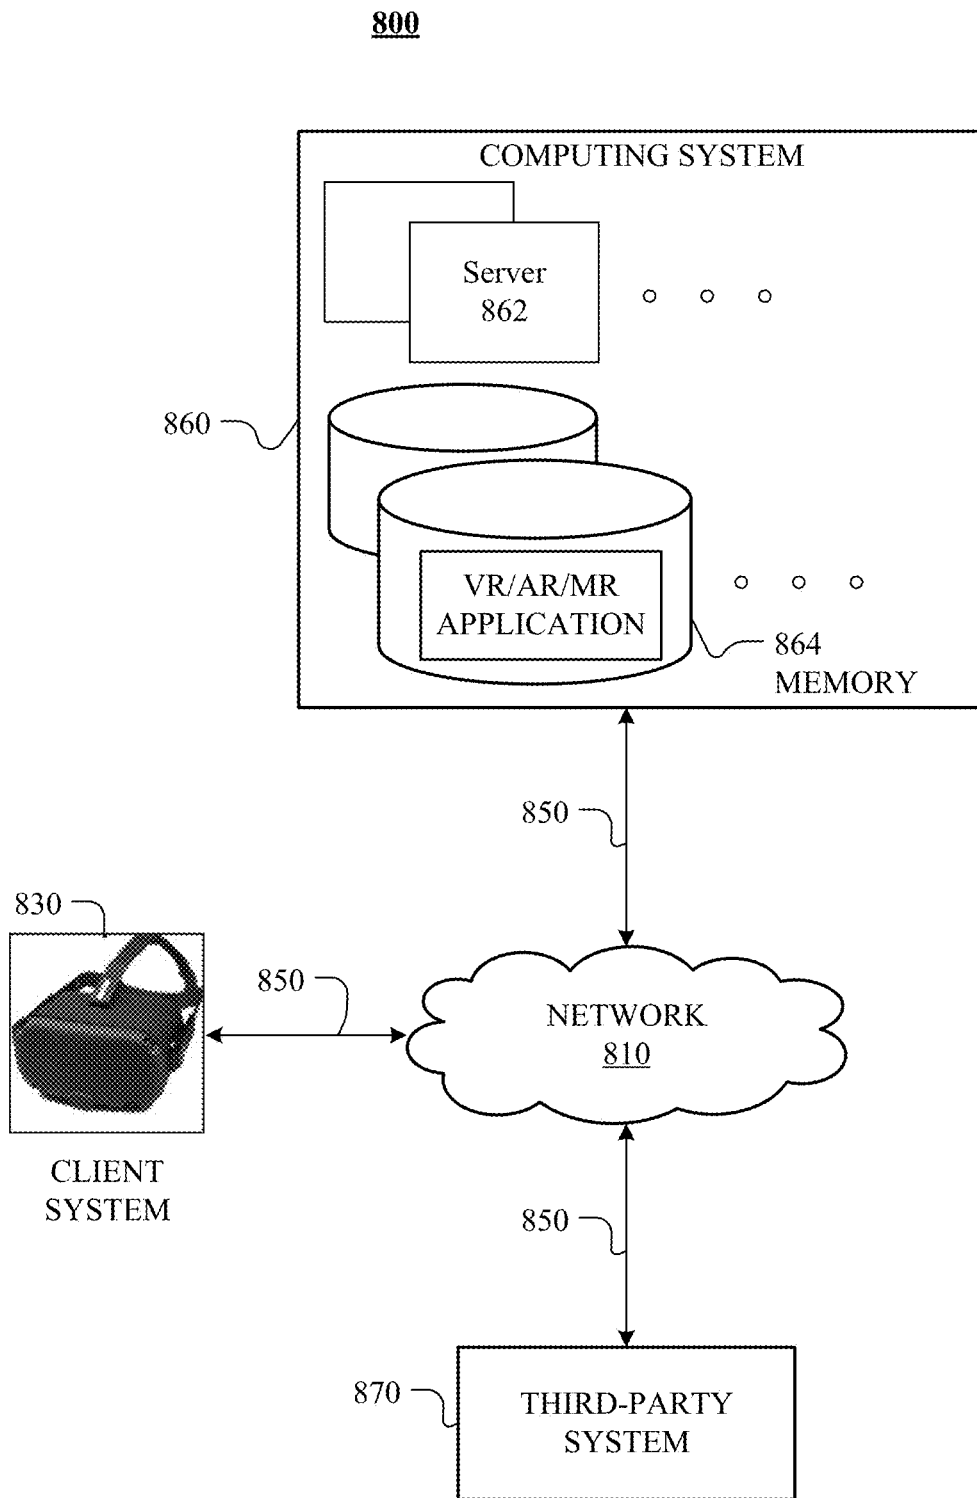 800
COMPUTING SYSTEM
Server
862
860
VR/AR/MR
APPLICATION
864
MEMORY
850
830
850
NETWORK
810
CLIENT
SYSTEM
850
870
THIRD-PARTY
SYSTEM